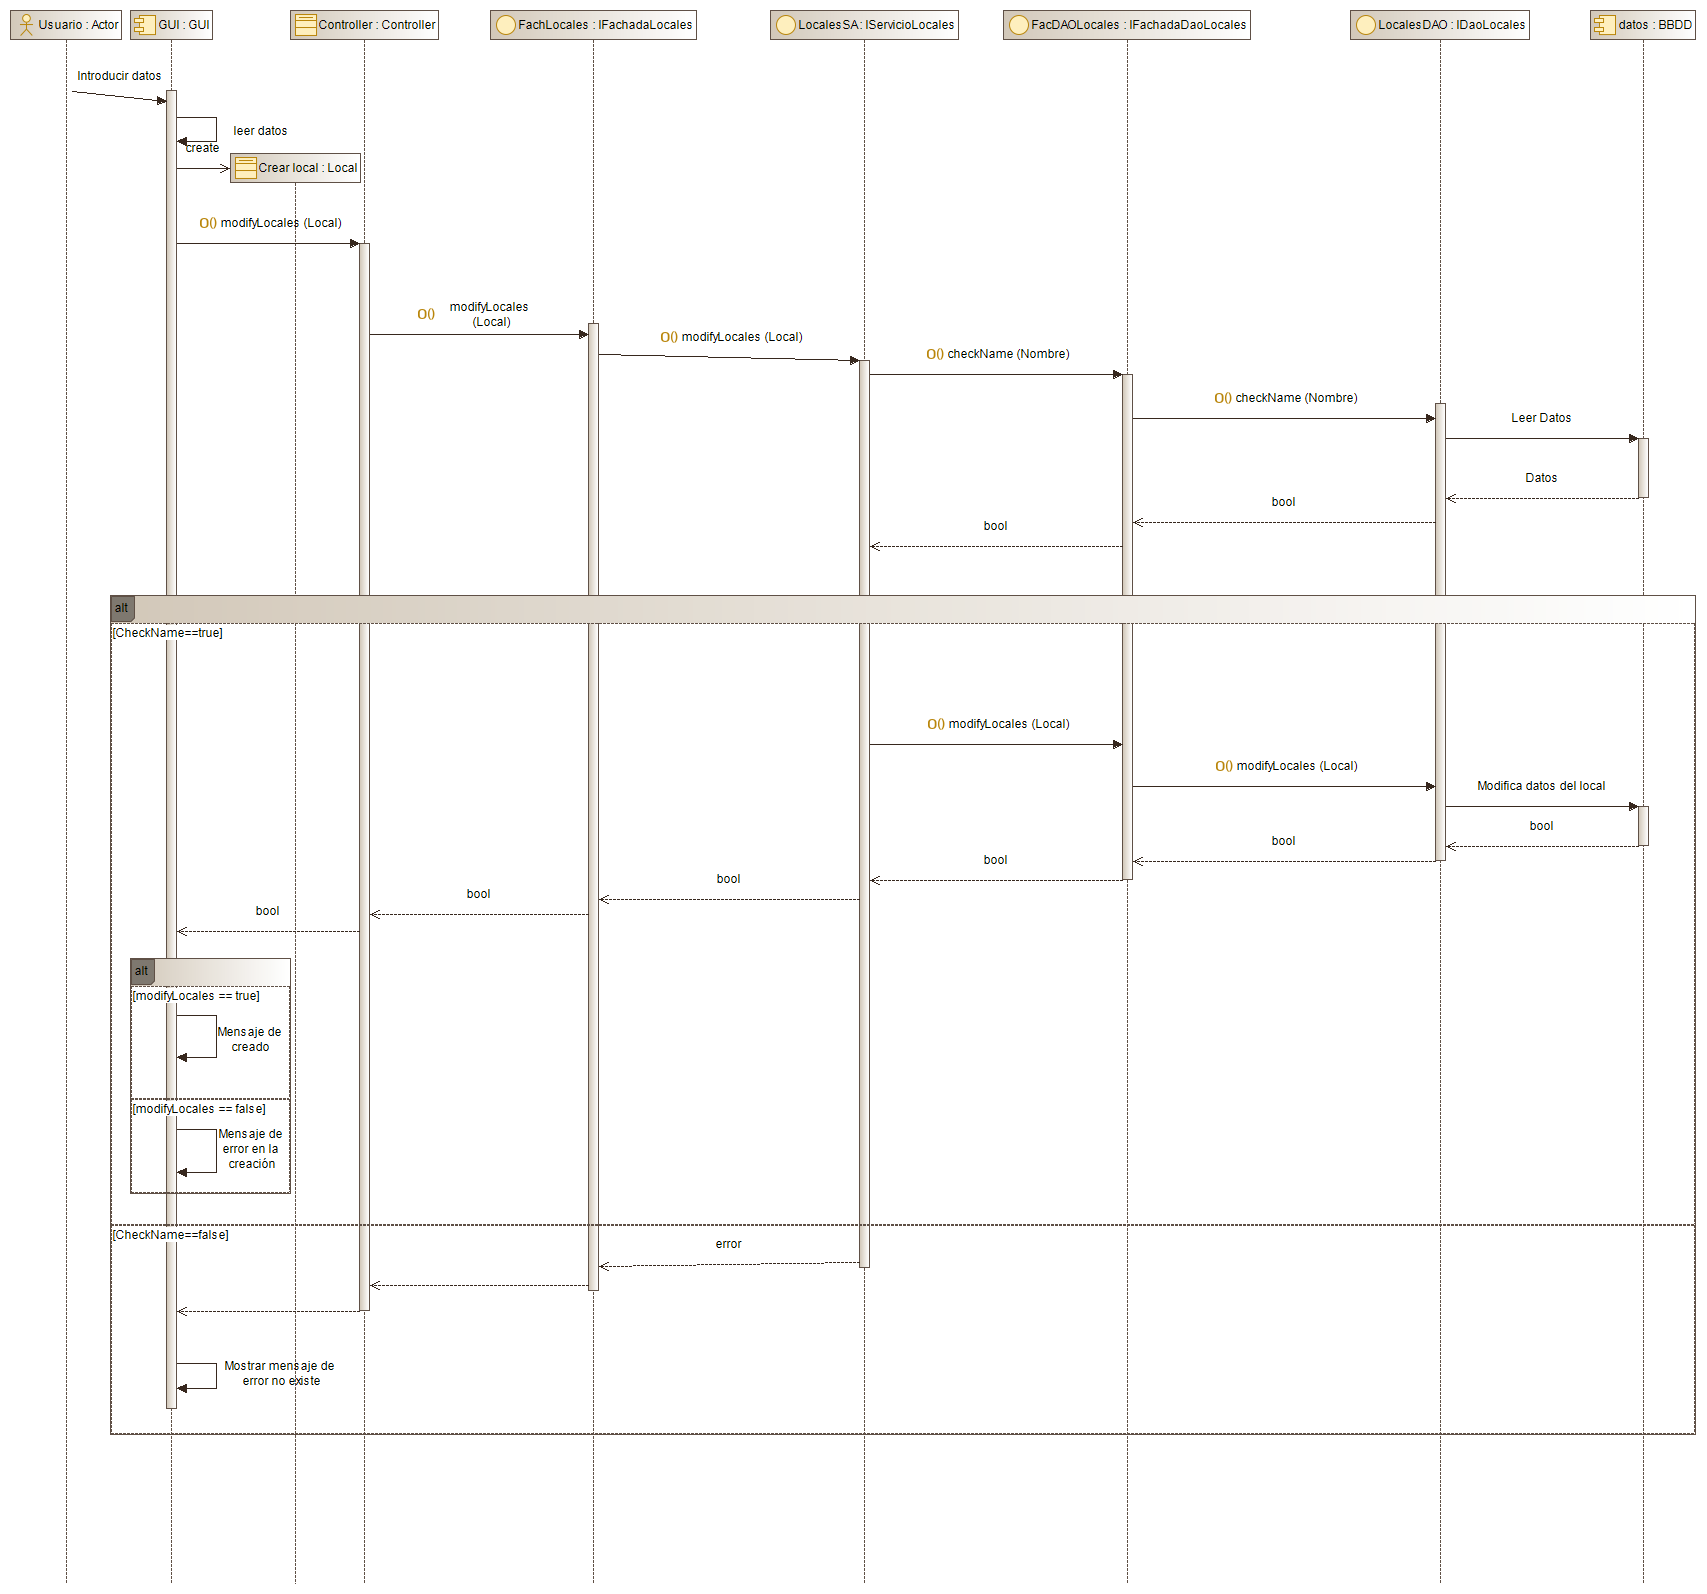 Usuario : Actor
GUI : GUI
Controller : Controller
FachLocales : IFachadaLocales
LocalesSA: IServicioLocales
FacDAOLocales : IFachadaDaoLocales
LocalesDAO : IDaoLocales
datos : BBDD
Introducir datos
leer datos
create
Crear local : Local
O() modifyLocales (Local)
O() modifyLocales
(Local)
O() modifyLocales (Local)
O() checkName (Nombre)
O() checkName (Nombre)
Leer Datos
Datos
bool
bool
alt
[CheckName==true]
O() modifyLocales (Local)
O() modifyLocales (Local)
Modifica datos del local
bool
bool
bool
bool
bool
bool
alt
[modifyLocales == true]
Mensaje de
creado
[modifyLocales == false]
Mensaje de
error en la
creación
[CheckName==false]
error
Mostrar mensaje de
error no existe